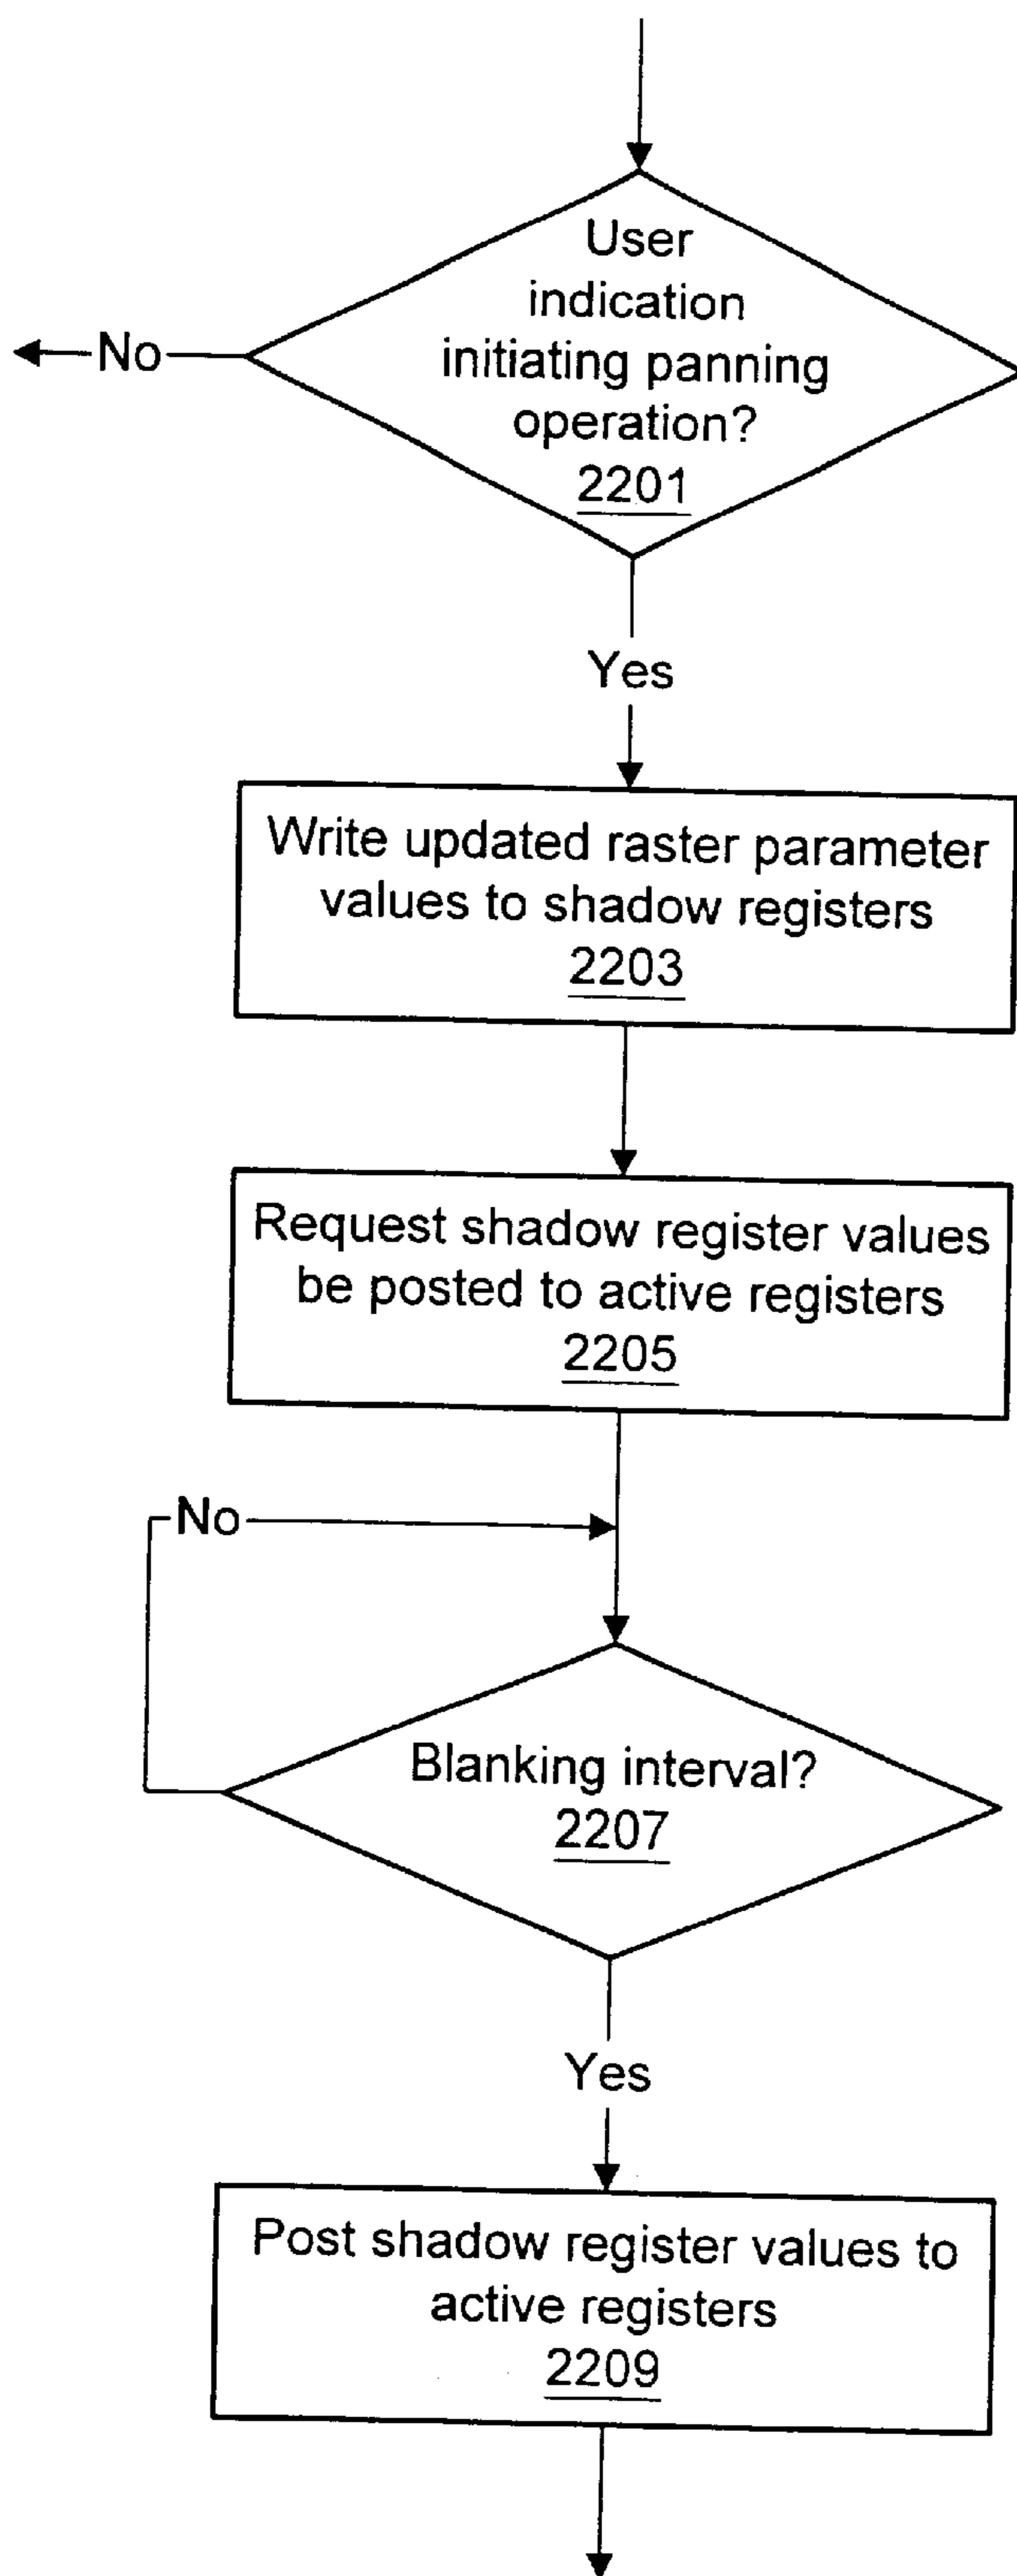 User
indication
initiating panning
operation?
2201
No
Yes
Write updated raster parameter
values to shadow registers
2203
Request shadow register values
be posted to active registers
2205
No
Blanking interval?
2207
Yes
Post shadow register values to
active registers
2209